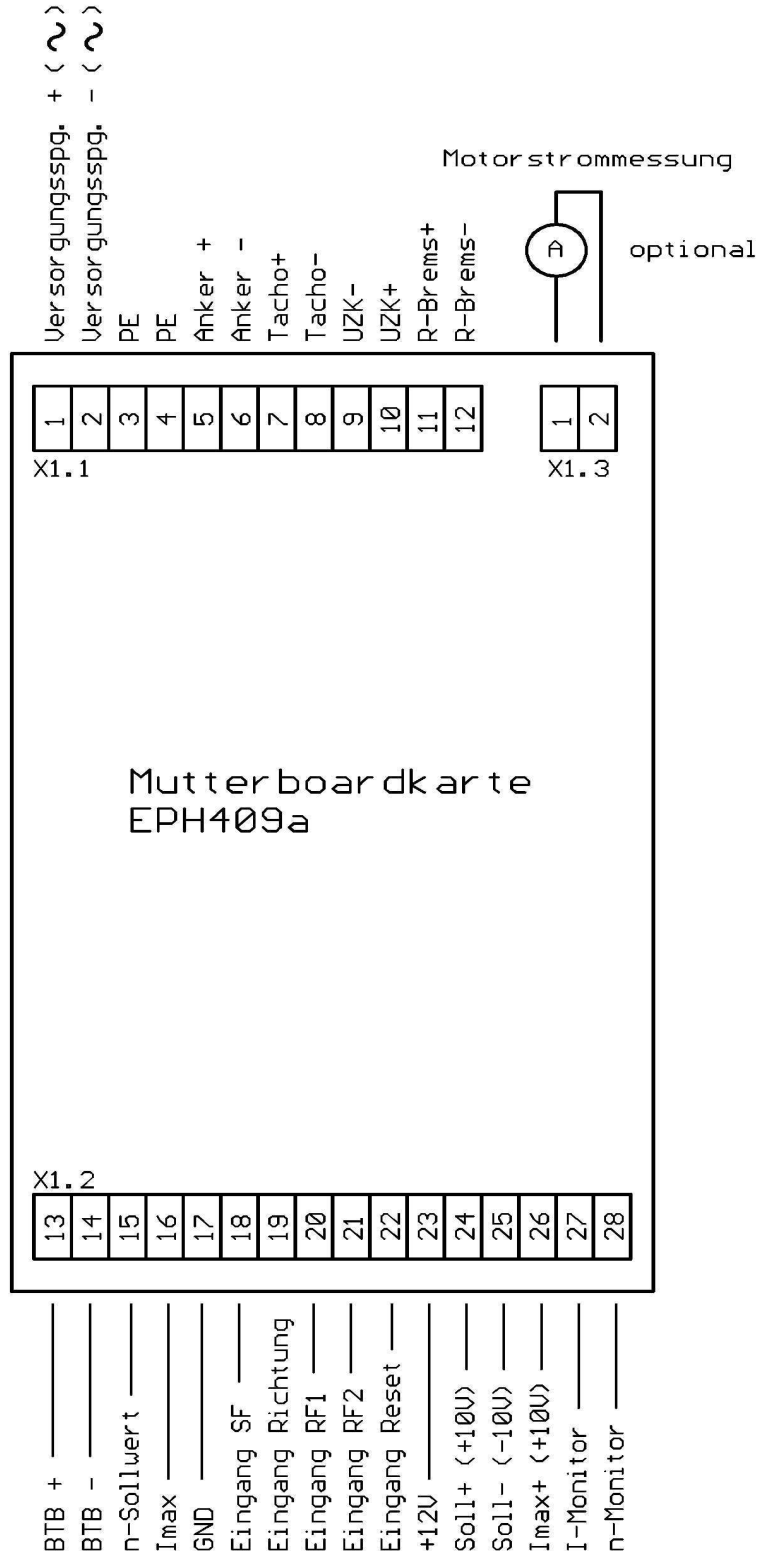 Versorgungsspg. + (~)
Versorgungsspg. - (~)
PE
PE
Anker +
Anker -
Tacho+
Tacho-
UZK-
UZK+
R-Brems+
R-Brems-
Motorstrommessung
A
optional
1
2
3
4
5
6
7
8
9
10
11
12
1
2
X1.1
X1.3
Mutterboardkarte
EPH409a
X1.2
13
14
15
16
17
18
19
20
21
22
23
24
25
26
27
28
BTB +
BTB -
n-Sollwert
Imax
GND
Eingang SF
Eingang Richtung
Eingang RF1
Eingang RF2
Eingang Reset
+12V
Soll+ (+10V)
Soll- (-10V)
Imax+ (+10V)
I-Monitor
n-Monitor